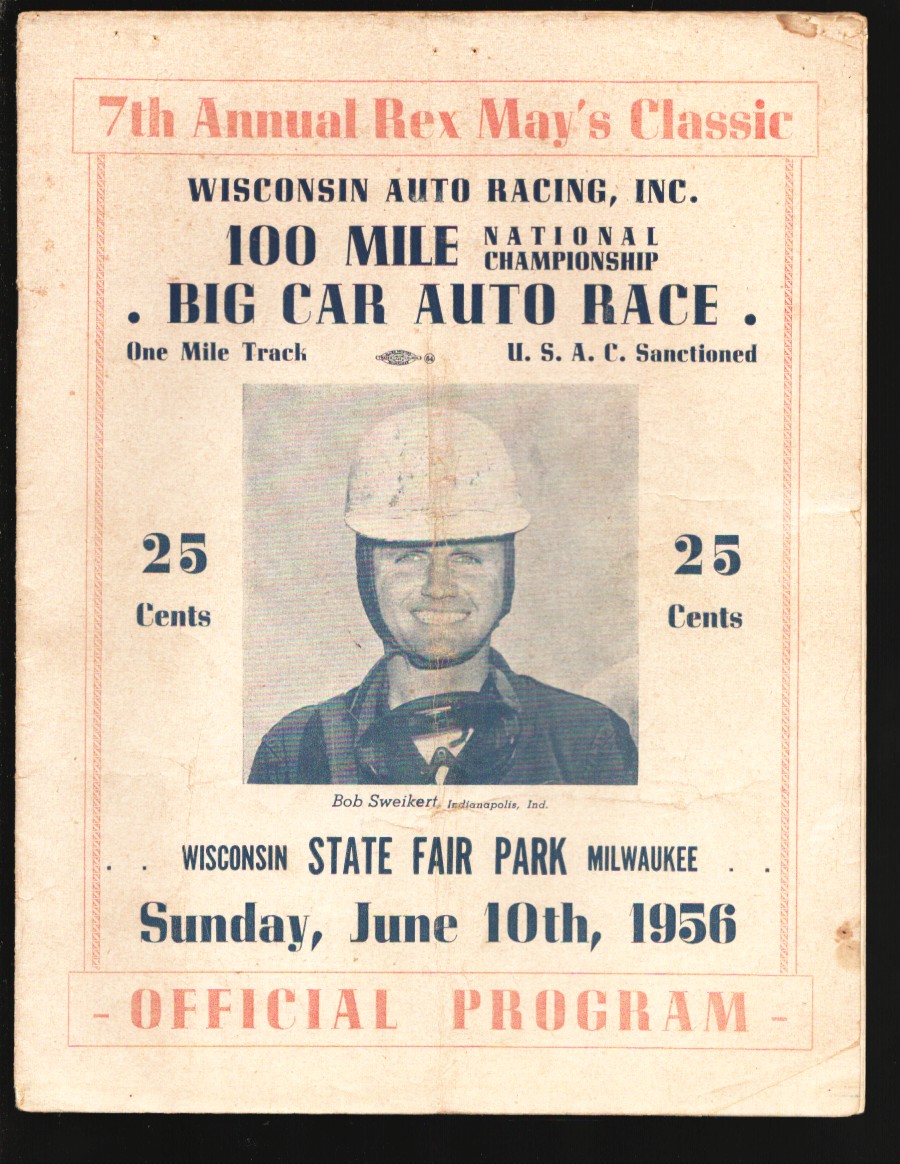 7th Annual Rex May's Classic
WISCONSIN AUTO RACING, INC.
100 MILE NATIONAL CHAMPIONSHIP
. BIG CAR AUTO RACE .
One Mile Track U. S. A. C. Sanctioned
25 Cents
25 Cents
Bob Sweikert, Indianapolis, Ind.
. . WISCONSIN STATE FAIR PARK MILWAUKEE . .
Sunday, June 10th, 1956
- OFFICIAL PROGRAM -